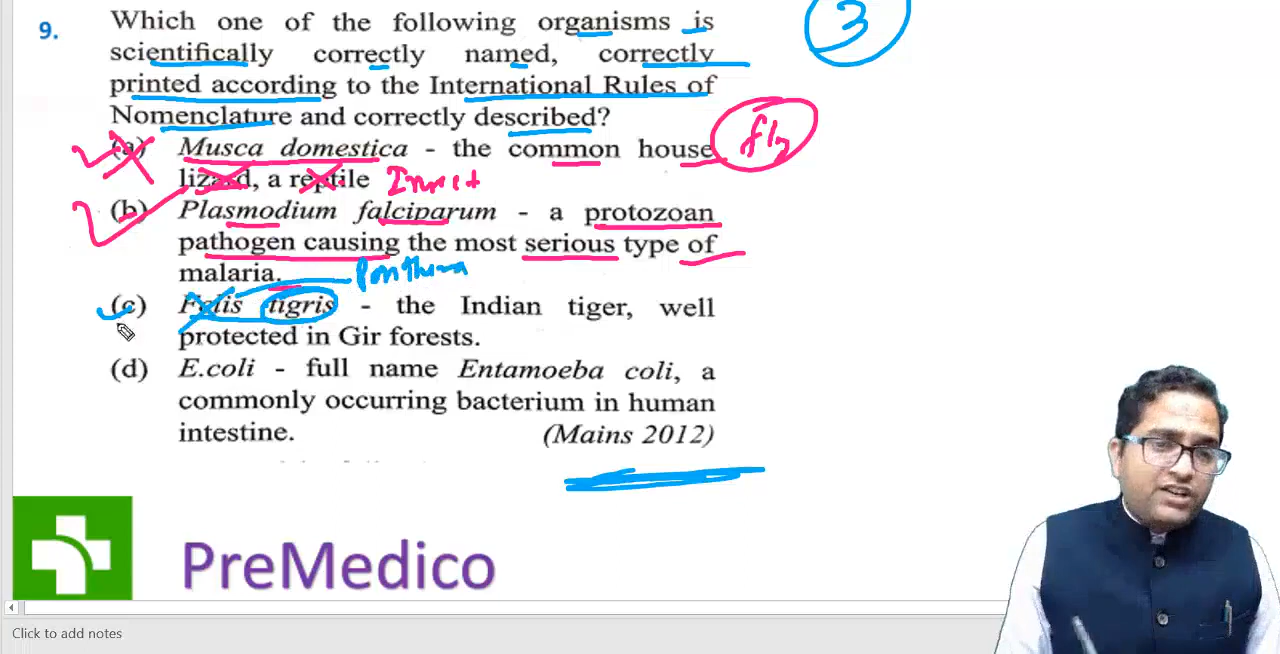 9. Which one of the following organisms is
3
scientifically correctly named, correctly
printed according to the International Rules of
Nomenclature and correctly described?
(a) Musca domestica - the common house
fly
lizard, a reptile Insect
(b) Plasmodium falciparum - a protozoan
pathogen causing the most serious type of
malaria.
Panthera
(c) Felis tigris - the Indian tiger, well
protected in Gir forests.
(d) E.coli - full name Entamoeba coli, a
commonly occurring bacterium in human
intestine. (Mains 2012)
PreMedico
Click to add notes